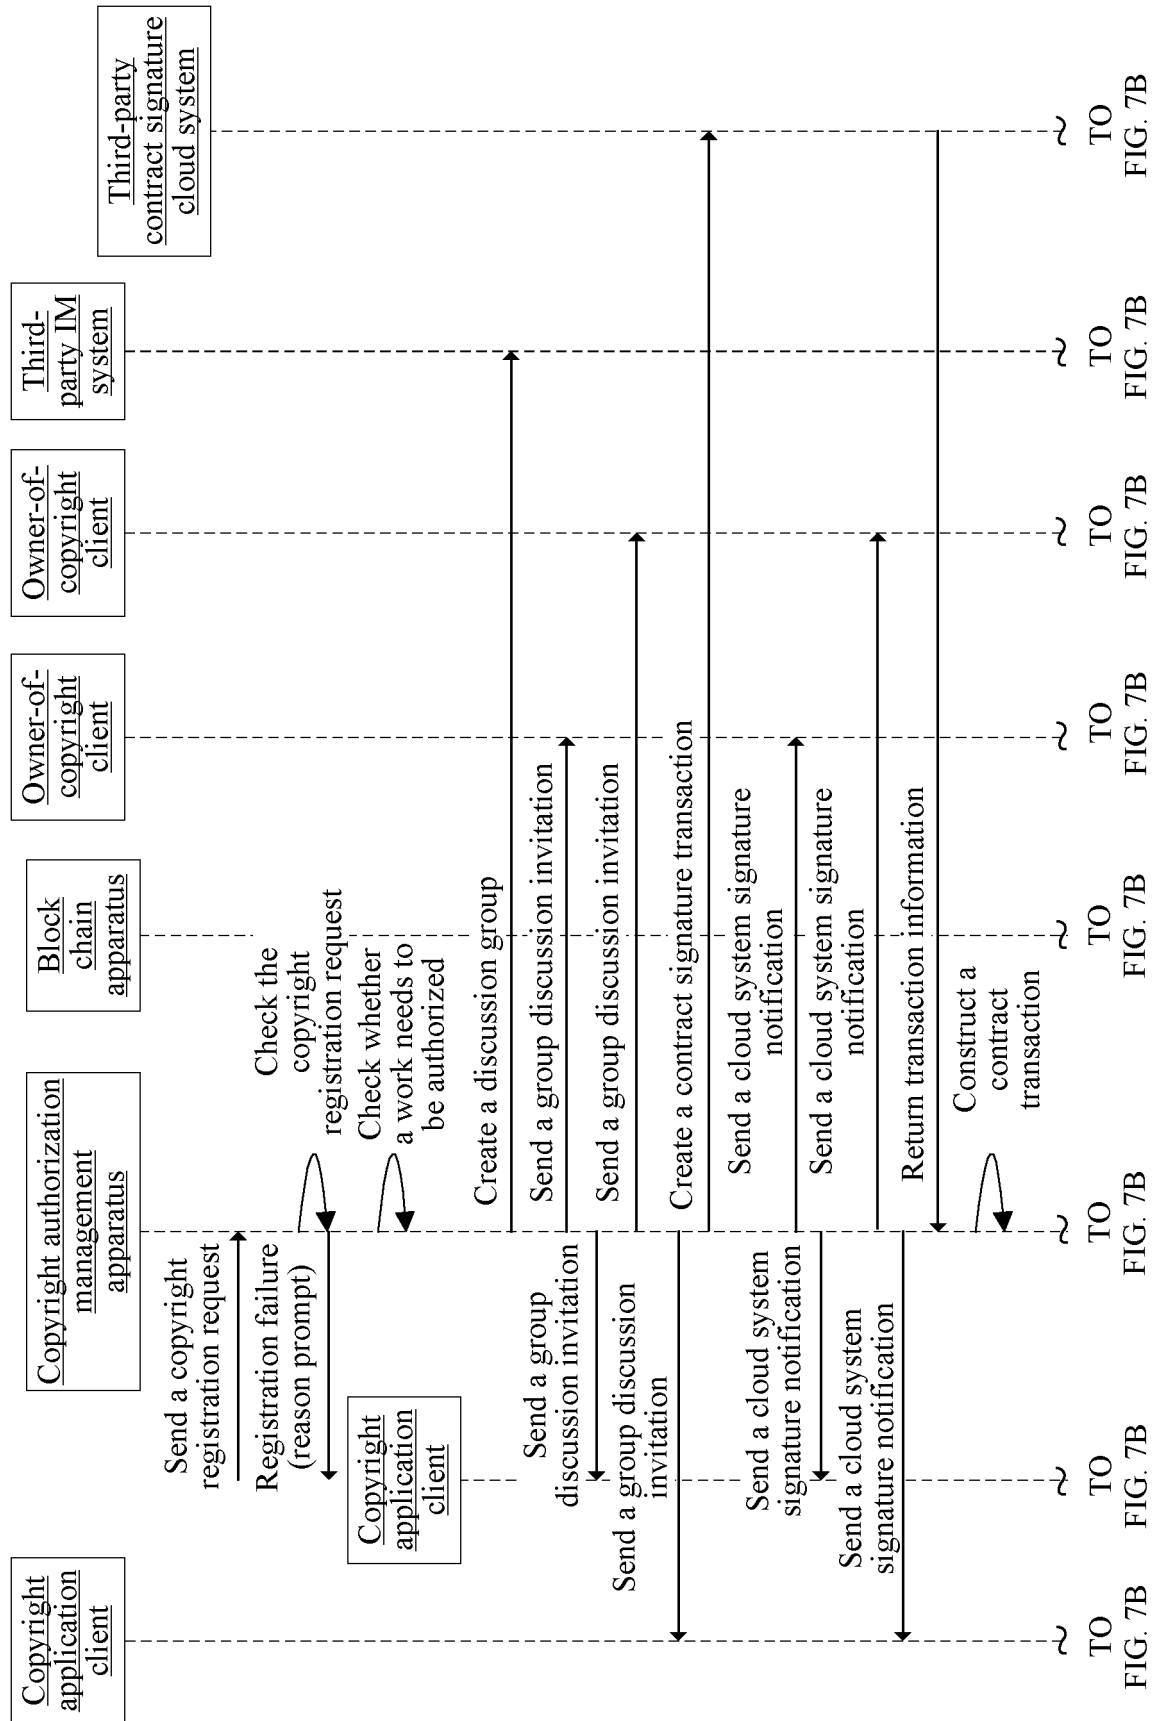 Copyright
application
client
Copyright
application
client
Copyright authorization
management
apparatus
Block
chain
apparatus
Owner-of-
copyright
client
Owner-of-
copyright
client
Third-
party IM
system
Third-party
contract signature
cloud system
Send a copyright
registration request
Check the
copyright
registration request
Registration failure
(reason prompt)
Check whether
a work needs to
be authorized
Create a discussion group
Send a group discussion invitation
Send a group
discussion invitation
Send a group discussion invitation
Send a group discussion
invitation
Create a contract signature transaction
Send a cloud system signature
notification
Send a cloud system
signature notification
Send a cloud system signature
notification
Send a cloud system
signature notification
Return transaction information
Construct a
contract
transaction
TO
FIG. 7B
TO
FIG. 7B
TO
FIG. 7B
TO
FIG. 7B
TO
FIG. 7B
TO
FIG. 7B
TO
FIG. 7B
TO
FIG. 7B